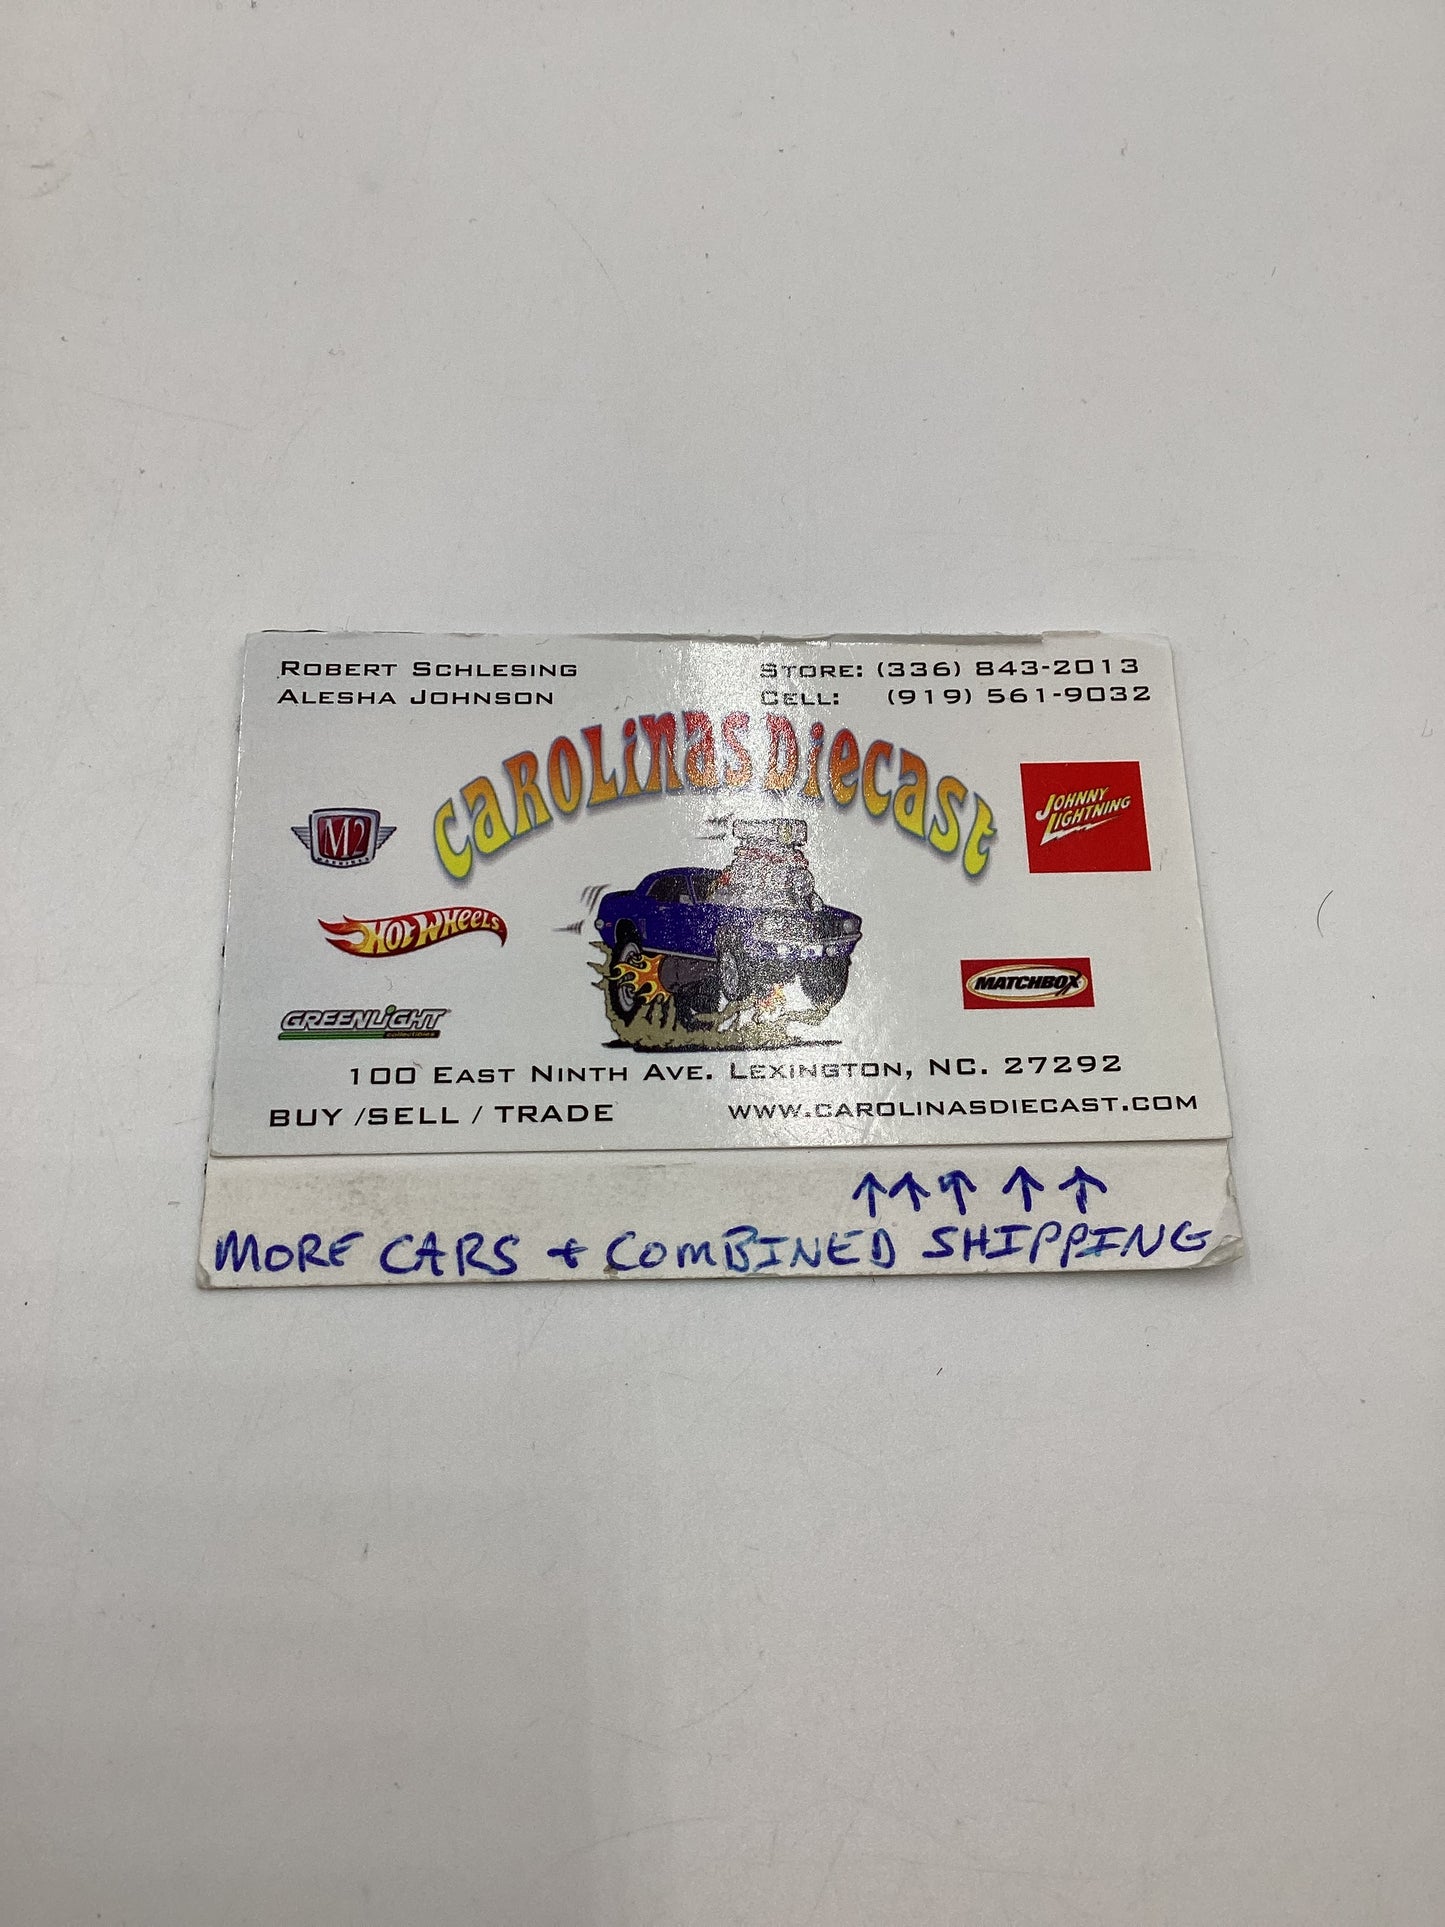 ROBERT SCHLESING
ALESHA JOHNSON
STORE: (336) 843-2013
CELL: (919) 561-9032
CAROLiNAS DiECAST
M2
MACHINES
JOHNNY
LIGHTNING
HOT WHEELS
MATCHBOX
GREENLiGHT
collectibles
100 EAST NINTH AVE. LEXINGTON, NC. 27292
BUY /SELL / TRADE
WWW.CAROLINASDIECAST.COM
↑↑↑ ↑ ↑
MORE CARS + COMBINED SHIPPING